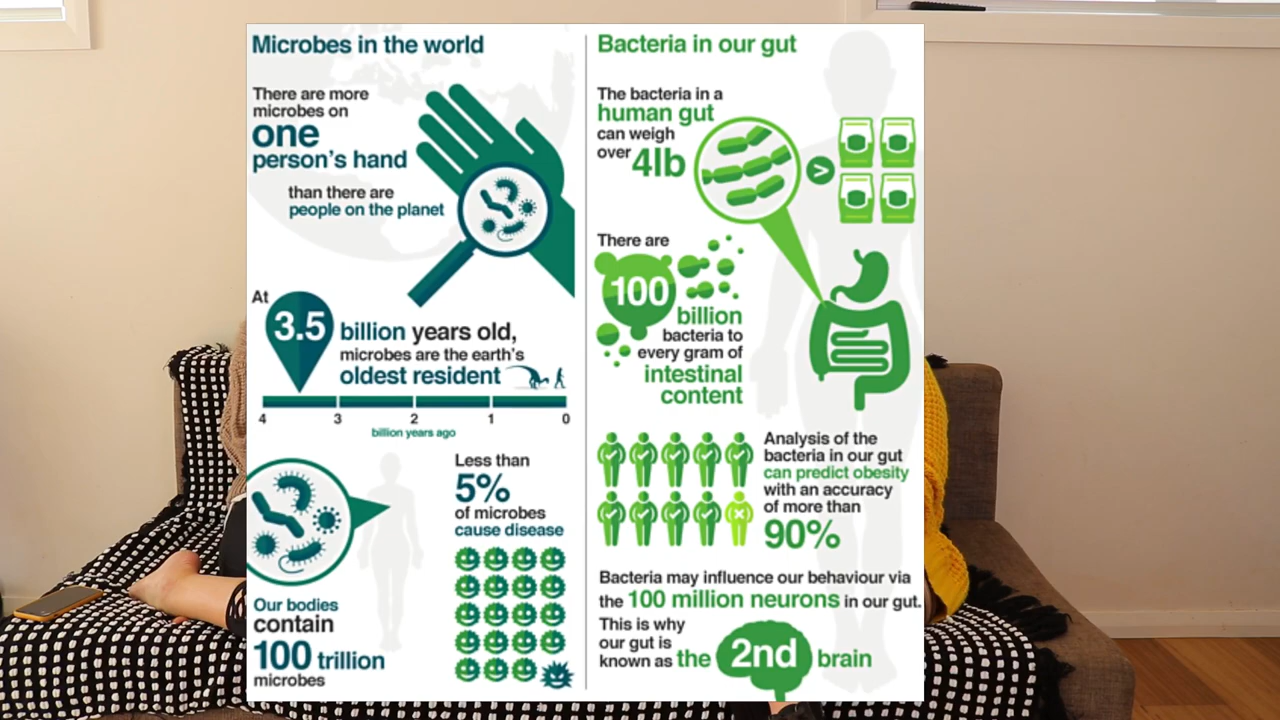 Microbes in the world
There are more
microbes on
one
person's hand
than there are
people on the planet
At
3.5
billion years old,
microbes are the earth's
oldest resident
4 3 2 1 0
billion years ago
Our bodies
contain
100 trillion
microbes
Less than
5%
of microbes
cause disease
Bacteria in our gut
The bacteria in a
human gut
can weigh
over 4lb
>
There are
100
billion
bacteria to
every gram of
intestinal
content
Analysis of the
bacteria in our gut
can predict obesity
with an accuracy
of more than
90%
Bacteria may influence our behaviour via
the 100 million neurons in our gut.
This is why
our gut is
known as the 2nd brain